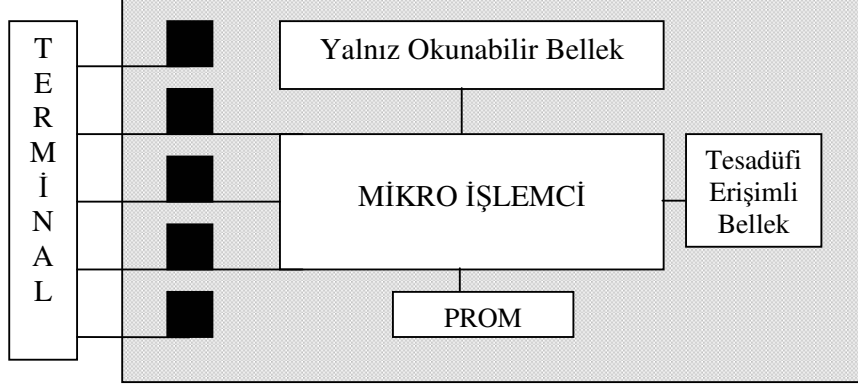 T
E
R
M
İ
N
A
L
Yalnız Okunabilir Bellek
MİKRO İŞLEMCİ
Tesadüfi
Erişimli
Bellek
PROM